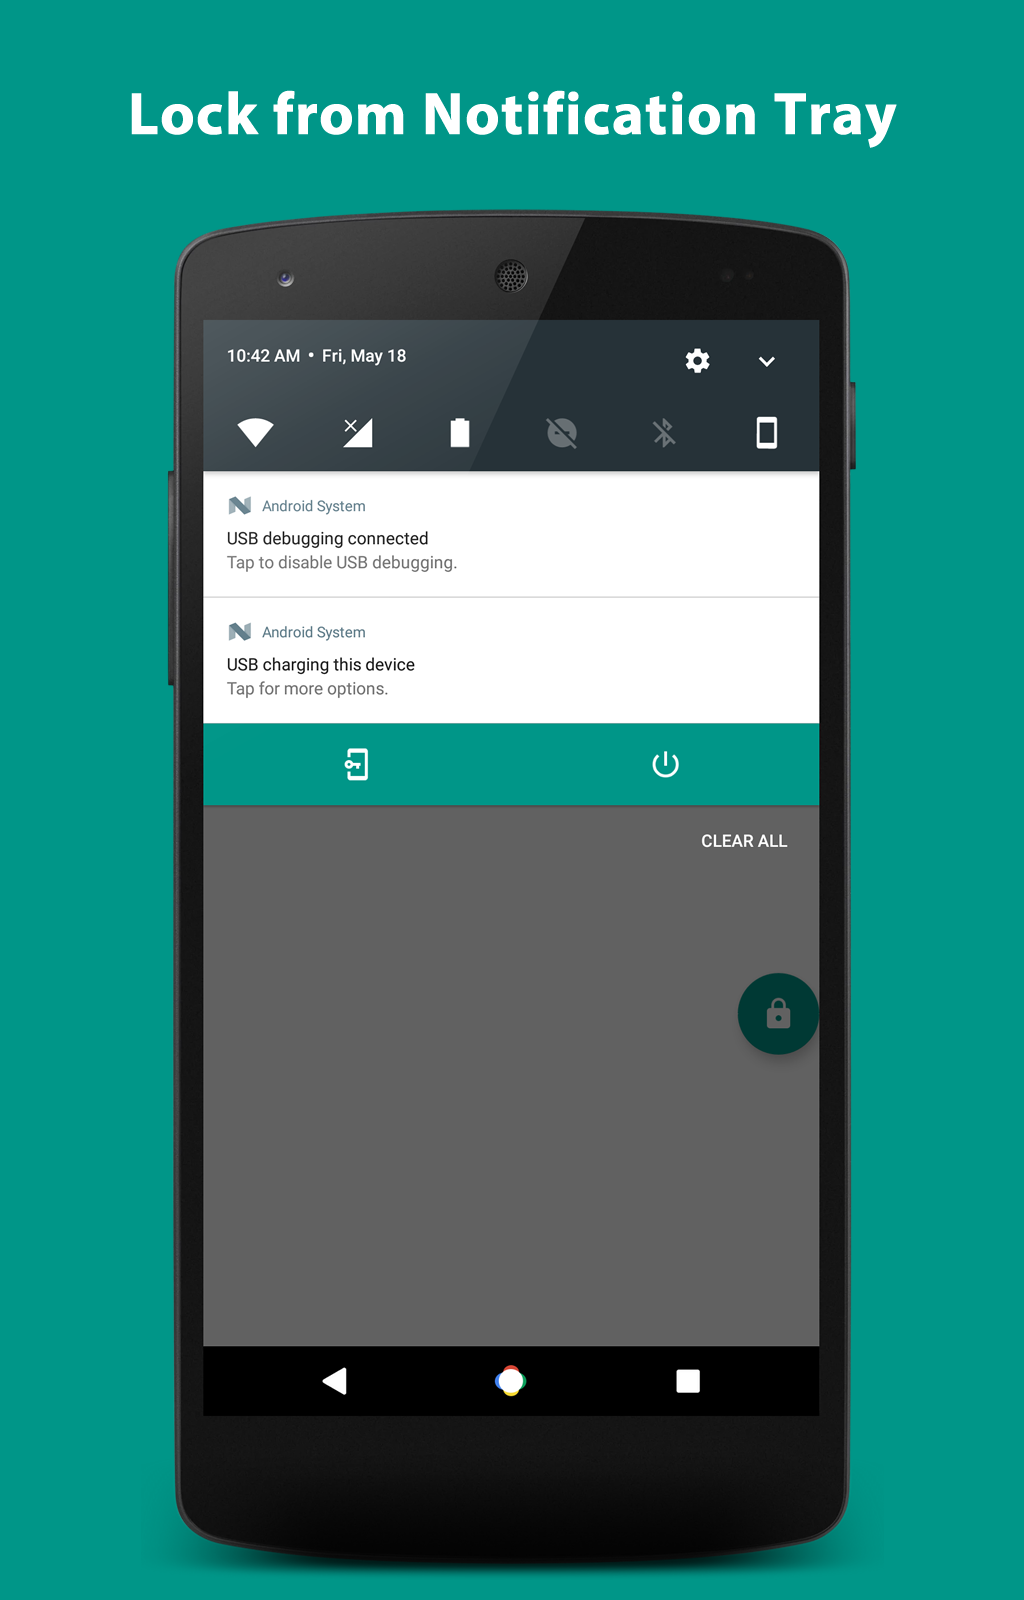 Lock from Notification Tray
10:42 AM • Fri, May 18
Android System
USB debugging connected
Tap to disable USB debugging.
Android System
USB charging this device
Tap for more options.
CLEAR ALL